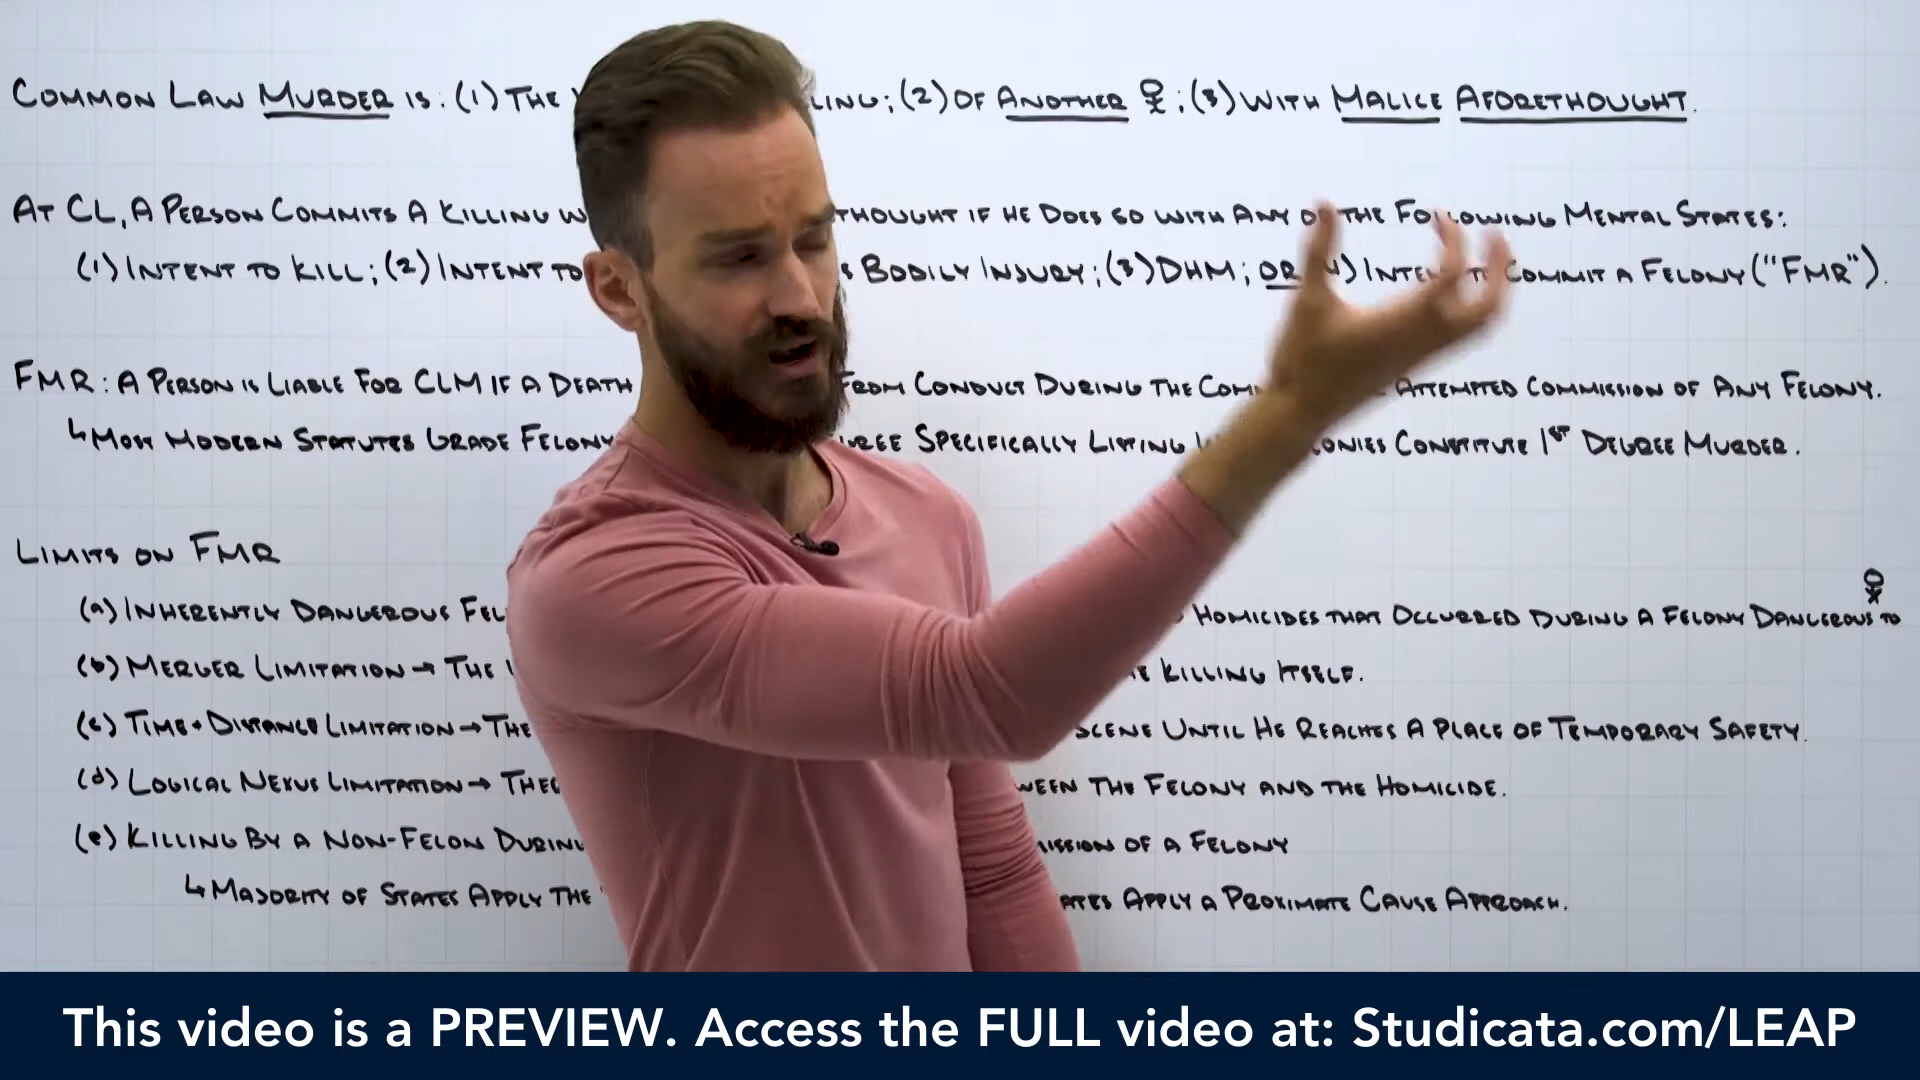 COMMON LAW MURDER IS: (1) THE LING; (2) OF ANOTHER ; (3) WITH MALICE AFORETHOUGHT.
AT CL, A PERSON COMMITS A KILLING W THOUGHT IF HE DOES SO WITH ANY THE FOLLOWING MENTAL STATES:
(1) INTENT TO KILL; (2) INTENT TO BODILY INJURY; (3) DHM; OR COMMIT A FELONY ("FMR").
FMR: A PERSON IS LIABLE FOR CLM IF A DEATH FROM CONDUCT DURING THE COM ATTEMPTED COMMISSION OF ANY FELONY.
↳ MOST MODERN STATUTES GRADE FELONY GREE SPECIFICALLY LISTING ONIES CONSTITUTE 1ST DEGREE MURDER.
LIMITS ON FMR
(a) INHERENTLY DANGEROUS FEL HOMICIDES THAT OCCURRED DURING A FELONY DANGEROUS TO
(b) MERGER LIMITATION → THE KILLING ITSELF.
(c) TIME + DISTANCE LIMITATION → THE SCENE UNTIL HE REACHES A PLACE OF TEMPORARY SAFETY.
(d) LOGICAL NEXUS LIMITATION → THE WEEN THE FELONY AND THE HOMICIDE.
(e) KILLING BY A NON-FELON DURING ISSION OF A FELONY
↳ MAJORITY OF STATES APPLY THE ATES APPLY A PROXIMATE CAUSE APPROACH.
This video is a PREVIEW. Access the FULL video at: Studicata.com/LEAP